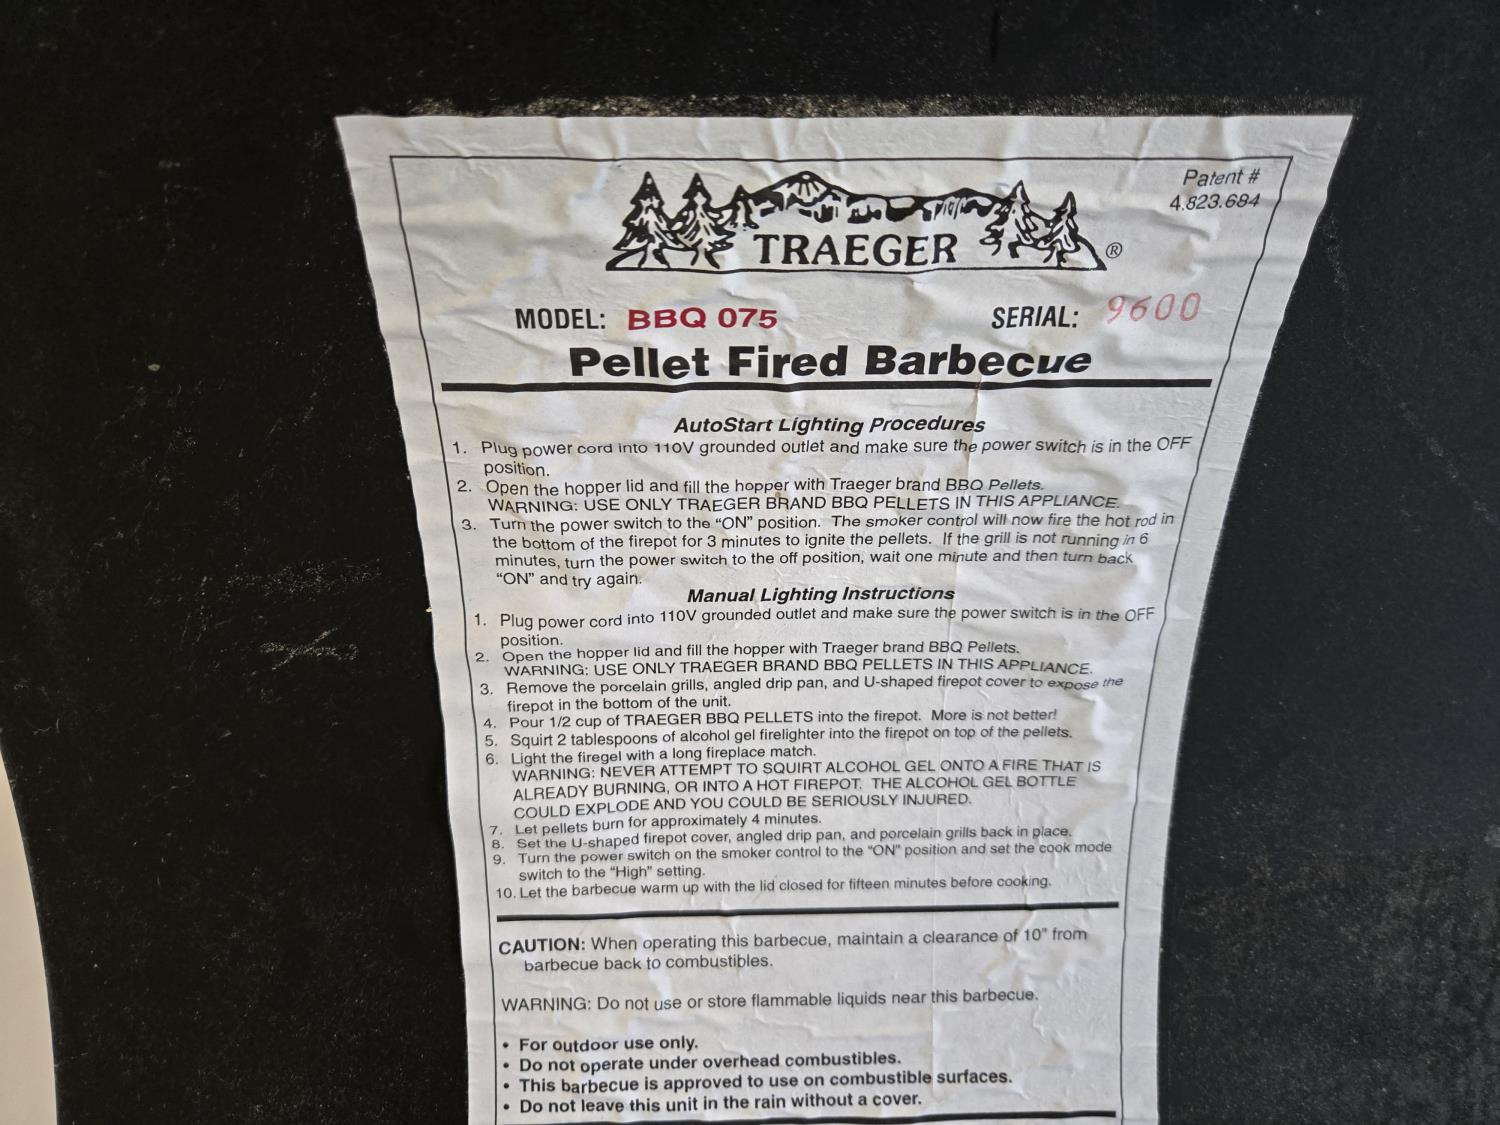 Patent #
4,823,684
TRAEGER ®
MODEL: BBQ 075 SERIAL: 9600
Pellet Fired Barbecue
AutoStart Lighting Procedures
1. Plug power cord into 110V grounded outlet and make sure the power switch is in the OFF
position.
2. Open the hopper lid and fill the hopper with Traeger brand BBQ Pellets.
WARNING: USE ONLY TRAEGER BRAND BBQ PELLETS IN THIS APPLIANCE.
3. Turn the power switch to the “ON” position. The smoker control will now fire the hot rod in
the bottom of the firepot for 3 minutes to ignite the pellets. If the grill is not running in 6
minutes, turn the power switch to the off position, wait one minute and then turn back
“ON” and try again.
Manual Lighting Instructions
1. Plug power cord into 110V grounded outlet and make sure the power switch is in the OFF
position.
2. Open the hopper lid and fill the hopper with Traeger brand BBQ Pellets.
WARNING: USE ONLY TRAEGER BRAND BBQ PELLETS IN THIS APPLIANCE.
3. Remove the porcelain grills, angled drip pan, and U-shaped firepot cover to expose the
firepot in the bottom of the unit.
4. Pour 1/2 cup of TRAEGER BBQ PELLETS into the firepot. More is not better!
5. Squirt 2 tablespoons of alcohol gel firelighter into the firepot on top of the pellets.
6. Light the firegel with a long fireplace match.
WARNING: NEVER ATTEMPT TO SQUIRT ALCOHOL GEL ONTO A FIRE THAT IS
ALREADY BURNING, OR INTO A HOT FIREPOT. THE ALCOHOL GEL BOTTLE
COULD EXPLODE AND YOU COULD BE SERIOUSLY INJURED.
7. Let pellets burn for approximately 4 minutes.
8. Set the U-shaped firepot cover, angled drip pan, and porcelain grills back in place.
9. Turn the power switch on the smoker control to the “ON” position and set the cook mode
switch to the “High” setting.
10. Let the barbecue warm up with the lid closed for fifteen minutes before cooking.
CAUTION: When operating this barbecue, maintain a clearance of 10" from
barbecue back to combustibles.
WARNING: Do not use or store flammable liquids near this barbecue.
• For outdoor use only.
• Do not operate under overhead combustibles.
• This barbecue is approved to use on combustible surfaces.
• Do not leave this unit in the rain without a cover.